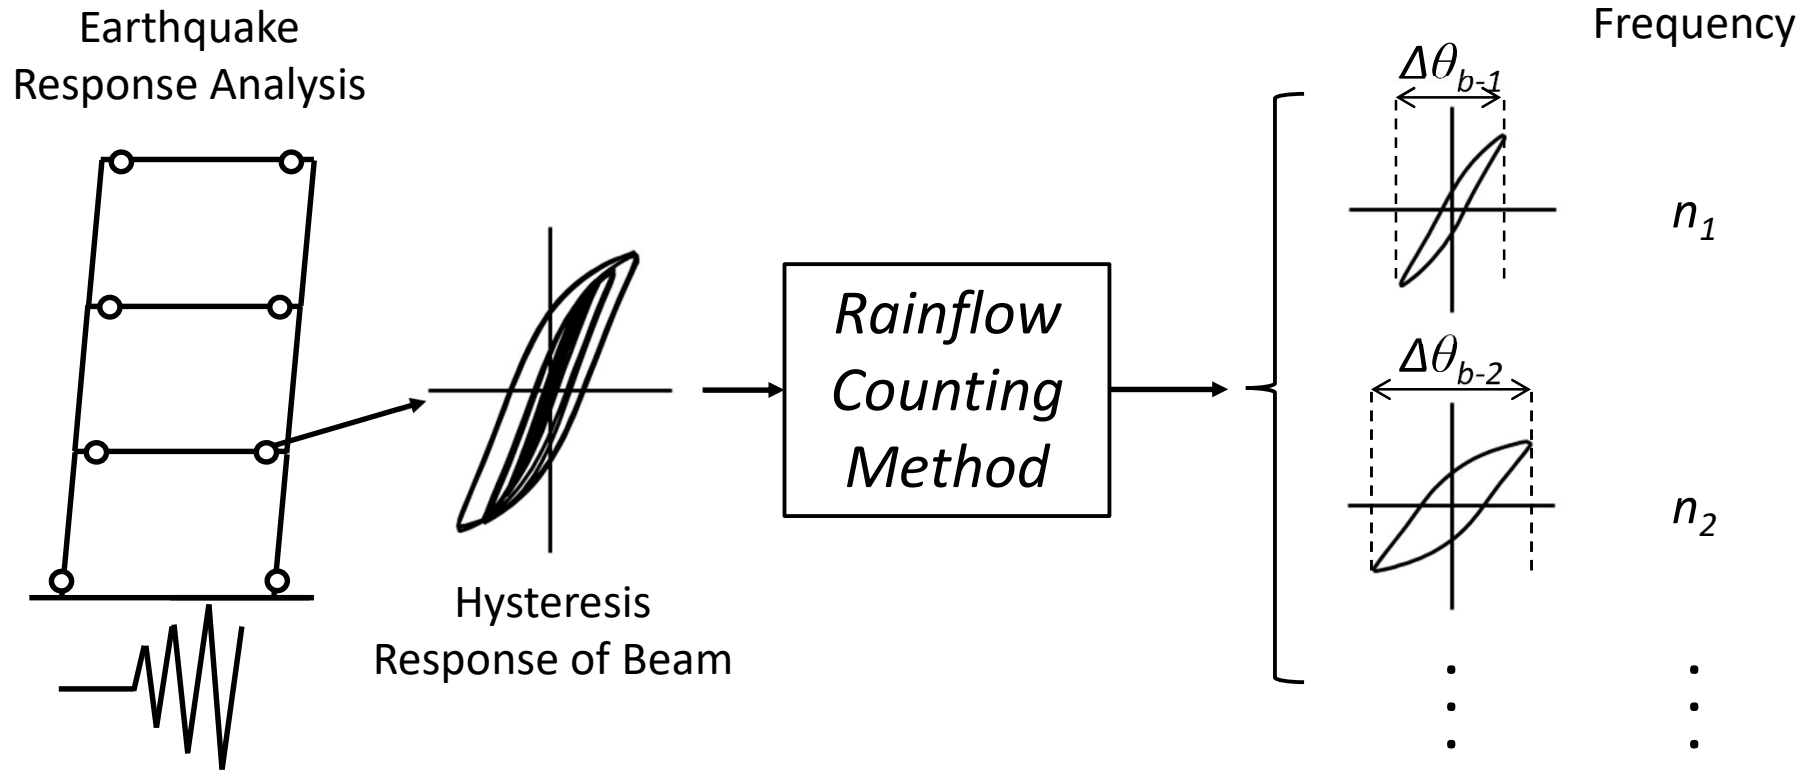 Earthquake
Response Analysis
Hysteresis
Response of Beam
Rainflow
Counting
Method
Frequency
Δθb-1
n1
Δθb-2
n2